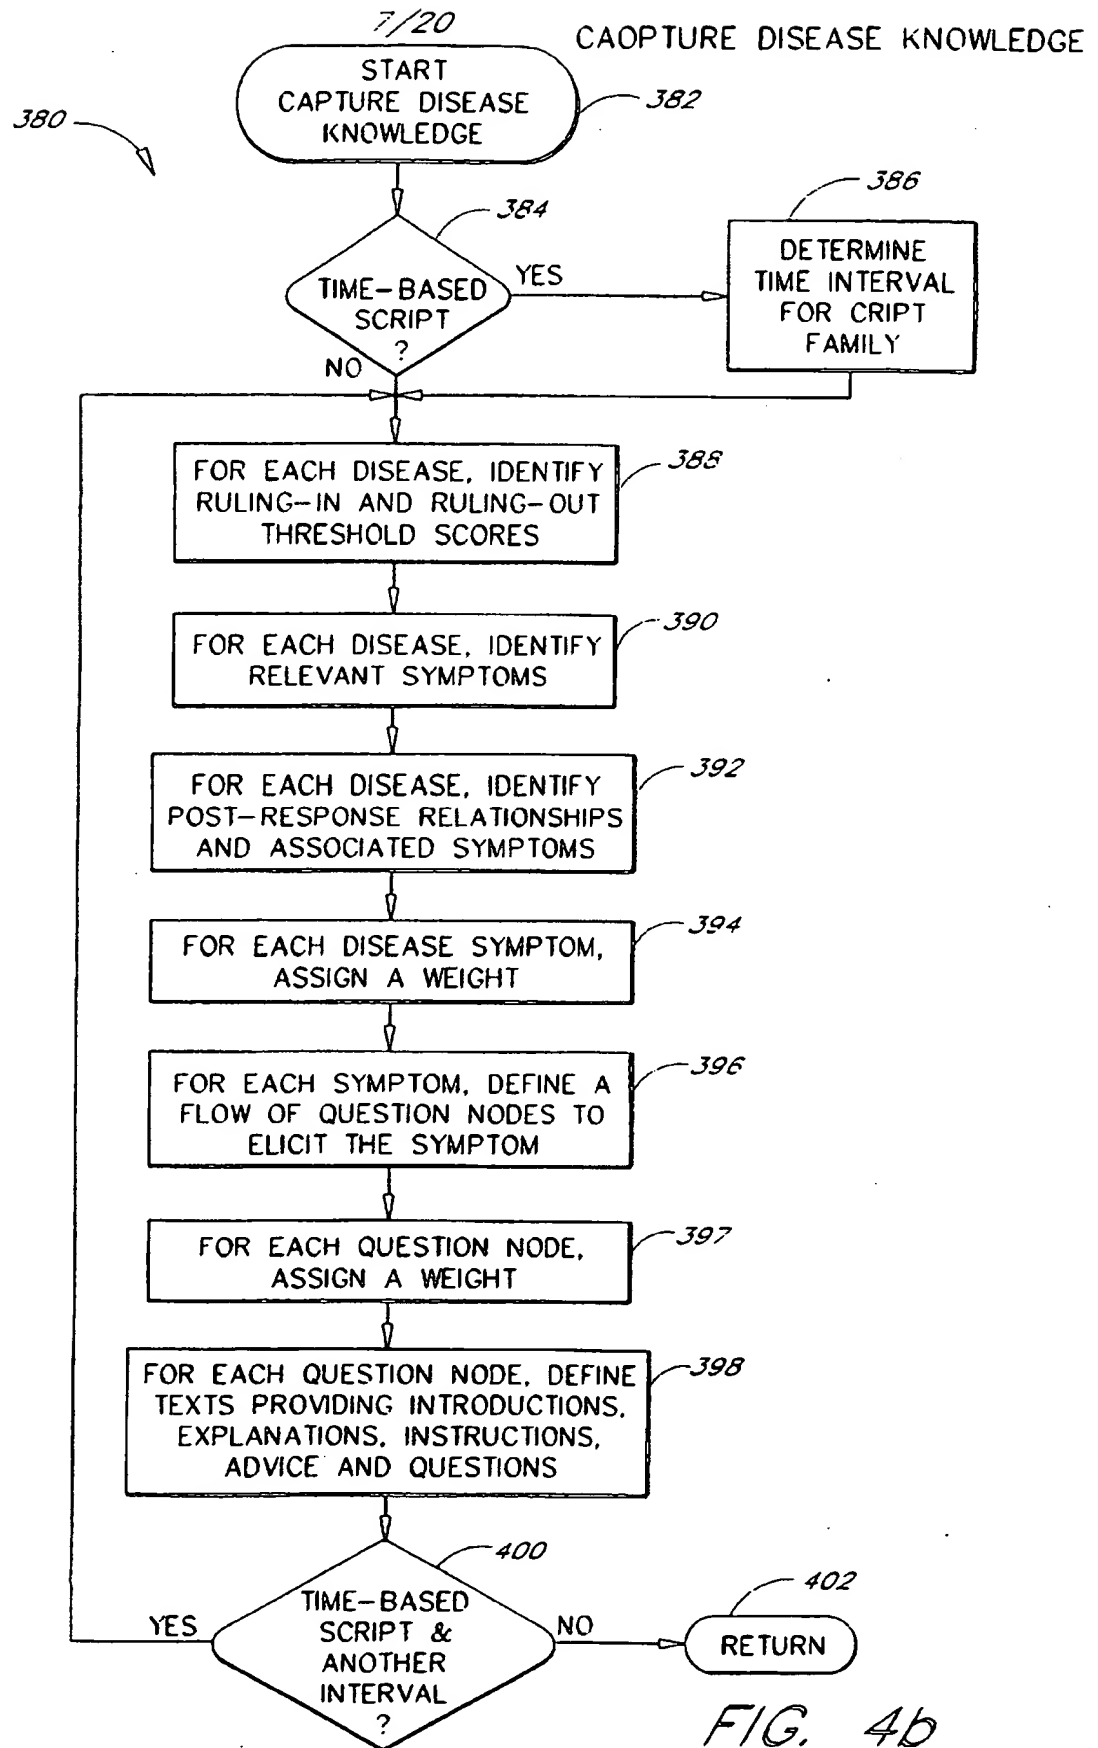 7/20
CAOPTURE DISEASE KNOWLEDGE
START
CAPTURE DISEASE
KNOWLEDGE
382
380
384
386
TIME-BASED
SCRIPT
?
YES
NO
DETERMINE
TIME INTERVAL
FOR CRIPT
FAMILY
FOR EACH DISEASE, IDENTIFY
RULING-IN AND RULING-OUT
THRESHOLD SCORES
388
FOR EACH DISEASE, IDENTIFY
RELEVANT SYMPTOMS
390
FOR EACH DISEASE, IDENTIFY
POST-RESPONSE RELATIONSHIPS
AND ASSOCIATED SYMPTOMS
392
FOR EACH DISEASE SYMPTOM,
ASSIGN A WEIGHT
394
FOR EACH SYMPTOM, DEFINE A
FLOW OF QUESTION NODES TO
ELICIT THE SYMPTOM
396
FOR EACH QUESTION NODE,
ASSIGN A WEIGHT
397
FOR EACH QUESTION NODE, DEFINE
TEXTS PROVIDING INTRODUCTIONS,
EXPLANATIONS, INSTRUCTIONS,
ADVICE AND QUESTIONS
398
400
TIME-BASED
SCRIPT &
ANOTHER
INTERVAL
?
YES
NO
402
RETURN
FIG. 4b